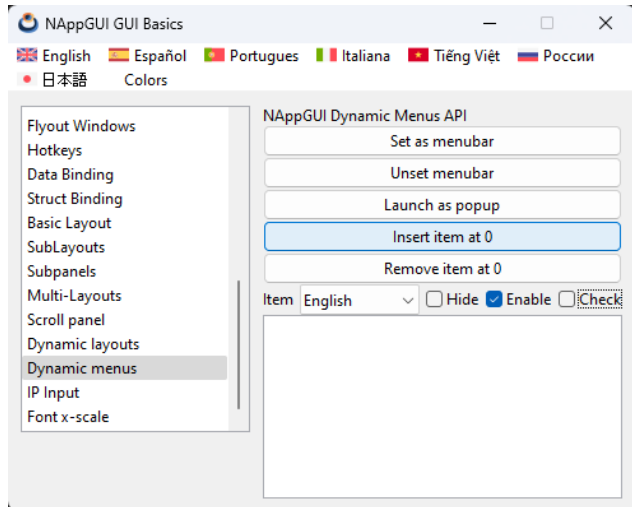 NAppGUI GUI Basics
English Español Portugues Italiana Tiếng Việt России
日本語 Colors
Flyout Windows
Hotkeys
Data Binding
Struct Binding
Basic Layout
SubLayouts
Subpanels
Multi-Layouts
Scroll panel
Dynamic layouts
Dynamic menus
IP Input
Font x-scale
NAppGUI Dynamic Menus API
Set as menubar
Unset menubar
Launch as popup
Insert item at 0
Remove item at 0
Item English Hide Enable Check